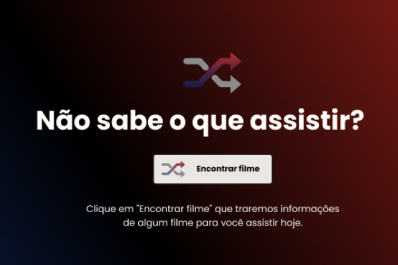 Não sabe o que assistir?
Encontrar filme
Clique em "Encontrar filme" que traremos informações
de algum filme para você assistir hoje.